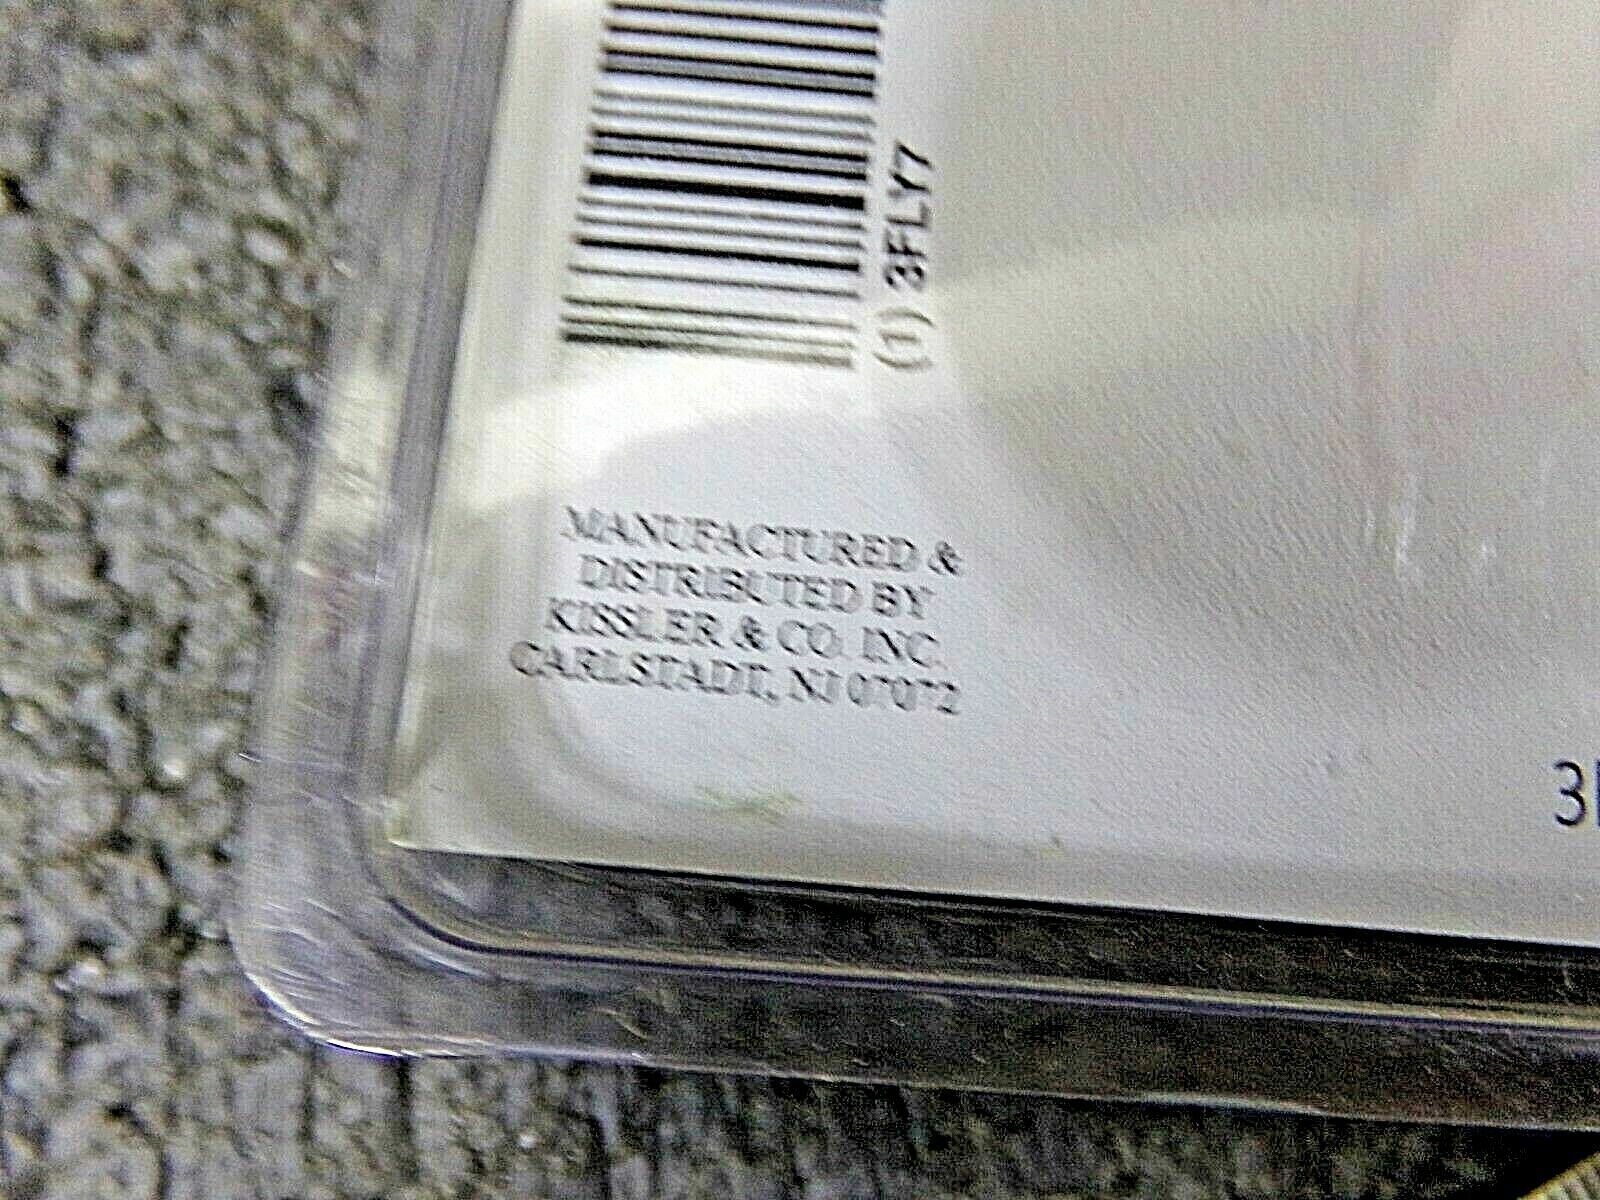 (1) 3FLY7
MANUFACTURED &
DISTRIBUTED BY
KISSLER & CO. INC.
CARLSTADT, NJ 07072